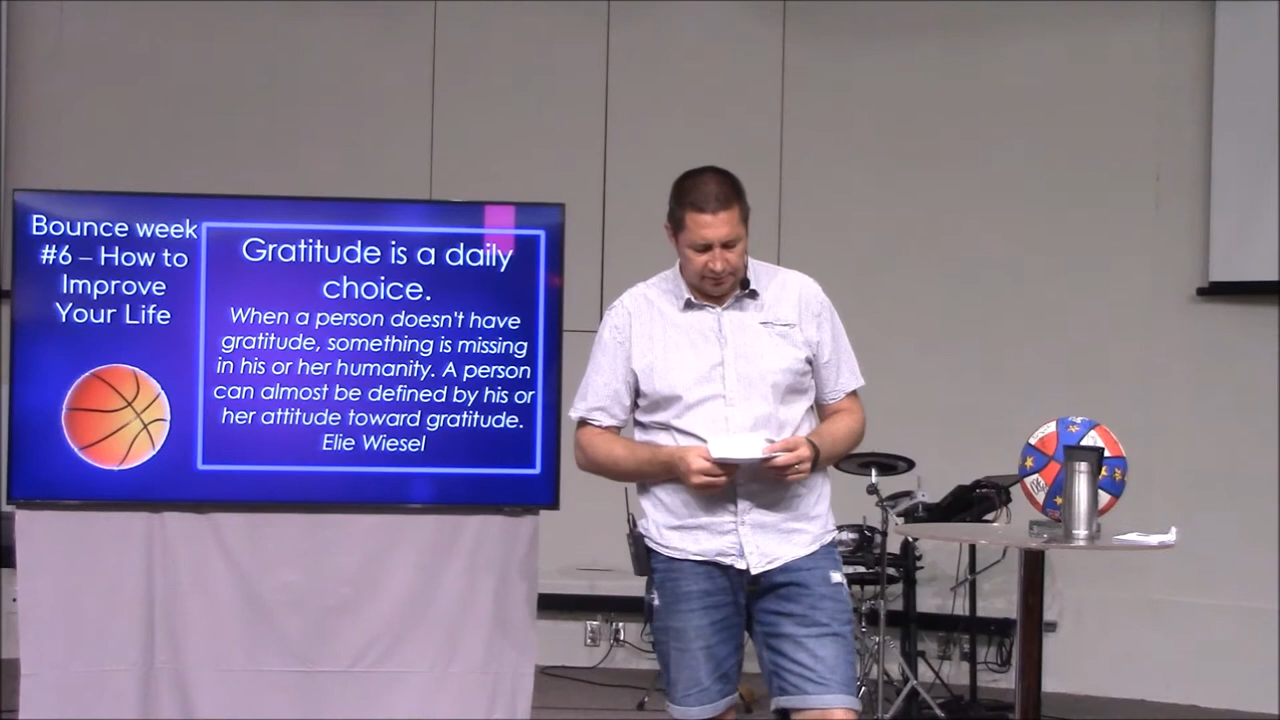 Bounce week
#6 – How to
Improve
Your Life
Gratitude is a daily
choice.
When a person doesn't have
gratitude, something is missing
in his or her humanity. A person
can almost be defined by his or
her attitude toward gratitude.
Elie Wiesel